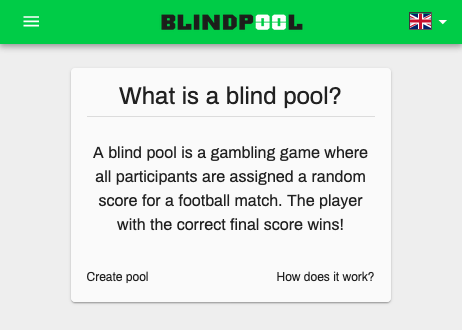 BLINDPOOL
What is a blind pool?
A blind pool is a gambling game where
all participants are assigned a random
score for a football match. The player
with the correct final score wins!
Create pool
How does it work?